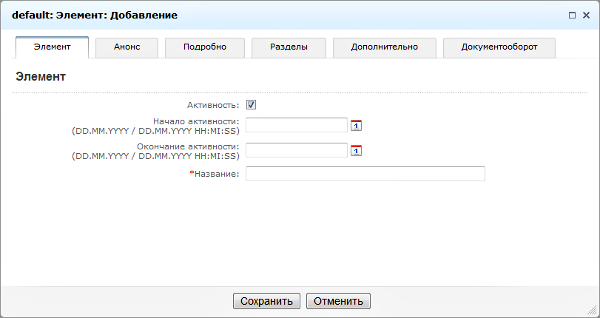 default: Элемент: Добавление
Элемент Анонс Подробно Разделы Дополнительно Документооборот
Элемент
Активность:
Начало активности:
(DD.MM.YYYY / DD.MM.YYYY HH:MI:SS)
Окончание активности:
(DD.MM.YYYY / DD.MM.YYYY HH:MI:SS)
*Название:
Сохранить Отменить